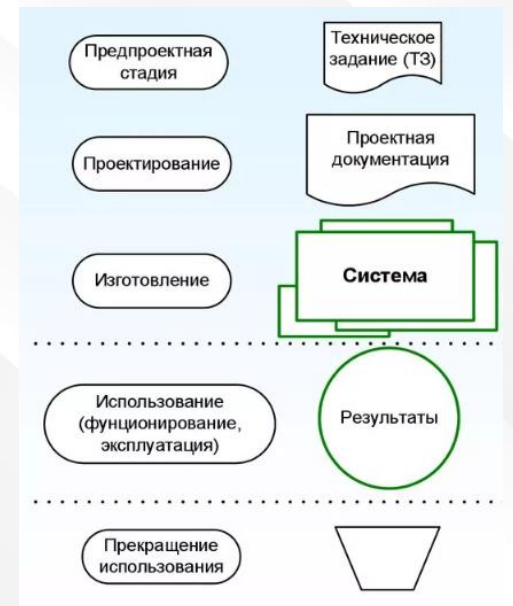 Предпроектная
стадия
Техническое
задание (ТЗ)
Проектирование
Проектная
документация
Изготовление
Система
Использование
(фунционирование,
эксплуатация)
Результаты
Прекращение
использования